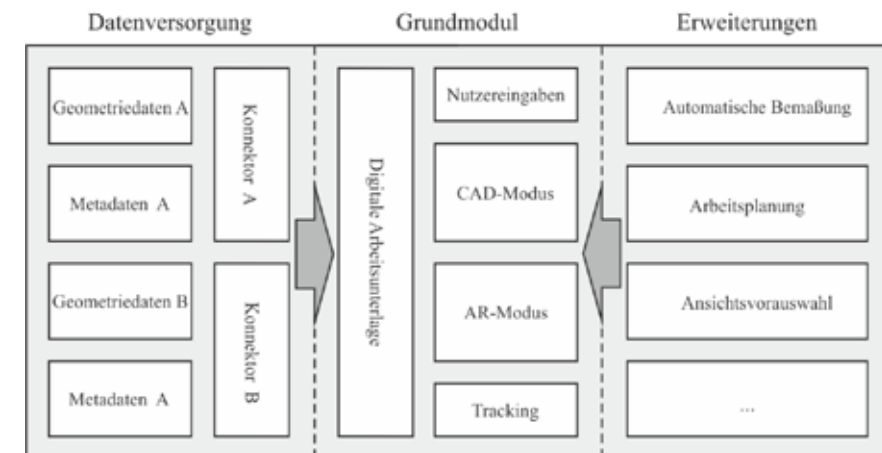 Datenversorgung
Grundmodul
Erweiterungen
Geometriedaten A
Metadaten A
Geometriedaten B
Metadaten A
Konnektor A
Konnektor B
Digitale Arbeitsunterlage
Nutzereingaben
CAD-Modus
AR-Modus
Tracking
Automatische Bemaßung
Arbeitsplanung
Ansichtsvorauswahl
...